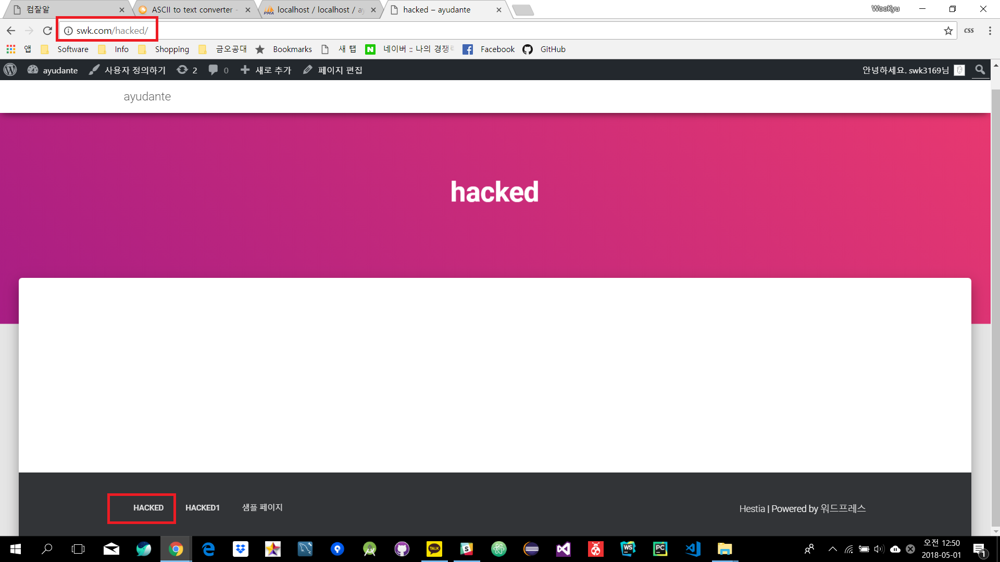 컴잘알
ASCII to text converter -
localhost / localhost / ay
hacked – ayudante
WooKyu
swk.com/hacked/
css
앱
Software
Info
Shopping
금오공대
Bookmarks
새 탭
네이버 :: 나의 경쟁
Facebook
GitHub
ayudante
사용자 정의하기
2
0
새로 추가
페이지 편집
안녕하세요. swk3169님
ayudante
hacked
HACKED
HACKED1
샘플 페이지
Hestia | Powered by 워드프레스
오전 12:50
2018-05-01
1